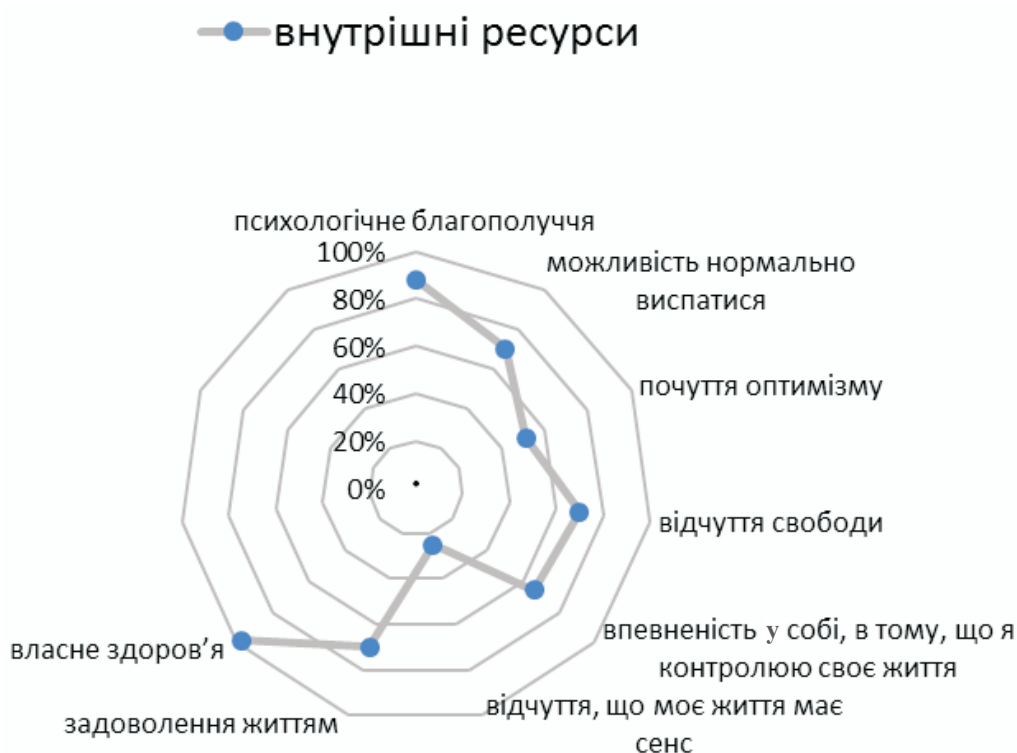 внутрішні ресурси
психологічне благополуччя
100%
можливість нормально
виспатися
80%
60%
почуття оптимізму
40%
20%
0%
відчуття свободи
впевненість у собі, в тому, що я
контролюю своє життя
власне здоров’я
відчуття, що моє життя має
сенс
задоволення життям